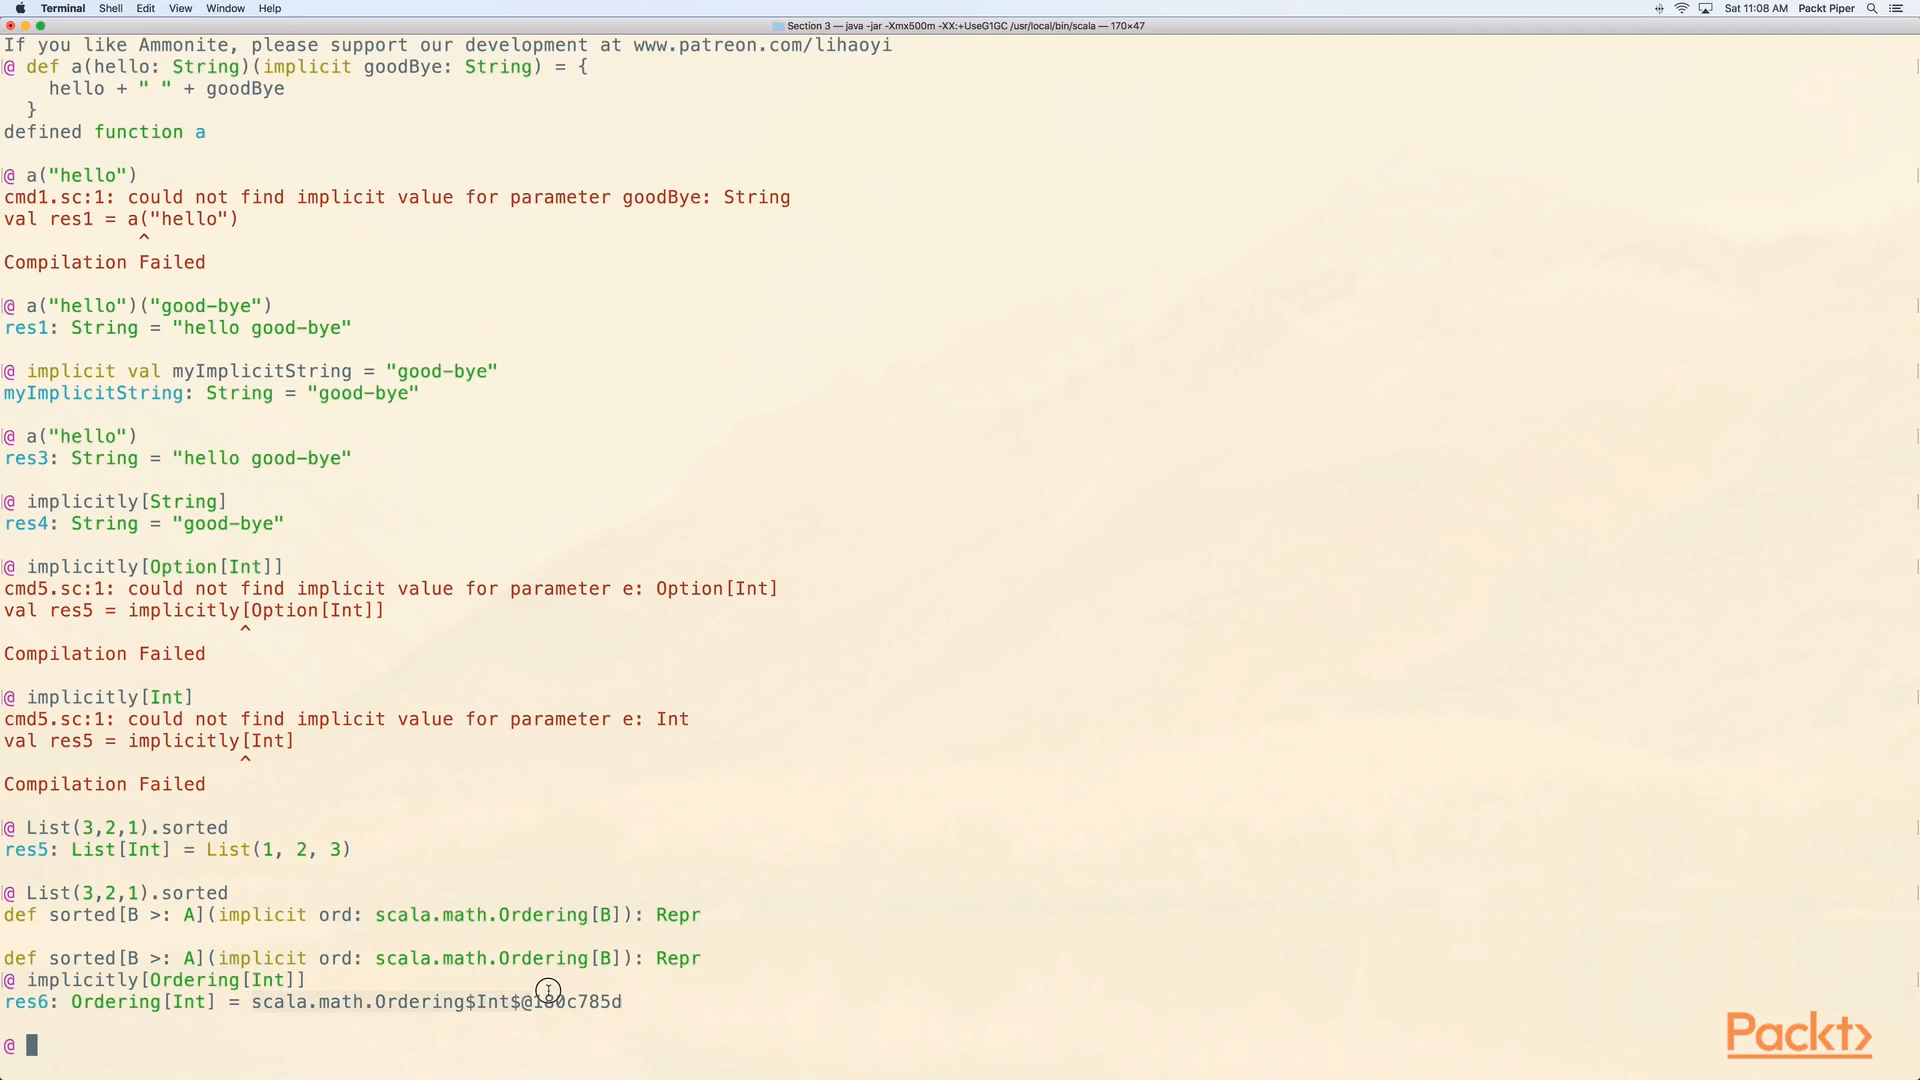 Terminal Shell Edit View Window Help Sat 11:08 AM Packt Piper
Section 3 — java -jar -Xmx500m -XX:+UseG1GC /usr/local/bin/scala — 170×47
If you like Ammonite, please support our development at www.patreon.com/lihaoyi
@ def a(hello: String)(implicit goodBye: String) = {
    hello + " " + goodBye
  }
defined function a
@ a("hello")
cmd1.sc:1: could not find implicit value for parameter goodBye: String
val res1 = a("hello")
            ^
Compilation Failed
@ a("hello")("good-bye")
res1: String = "hello good-bye"
@ implicit val myImplicitString = "good-bye"
myImplicitString: String = "good-bye"
@ a("hello")
res3: String = "hello good-bye"
@ implicitly[String]
res4: String = "good-bye"
@ implicitly[Option[Int]]
cmd5.sc:1: could not find implicit value for parameter e: Option[Int]
val res5 = implicitly[Option[Int]]
                     ^
Compilation Failed
@ implicitly[Int]
cmd5.sc:1: could not find implicit value for parameter e: Int
val res5 = implicitly[Int]
                     ^
Compilation Failed
@ List(3,2,1).sorted
res5: List[Int] = List(1, 2, 3)
@ List(3,2,1).sorted
def sorted[B >: A](implicit ord: scala.math.Ordering[B]): Repr
def sorted[B >: A](implicit ord: scala.math.Ordering[B]): Repr
@ implicitly[Ordering[Int]]
res6: Ordering[Int] = scala.math.Ordering$Int$@180c785d
@
Packt>